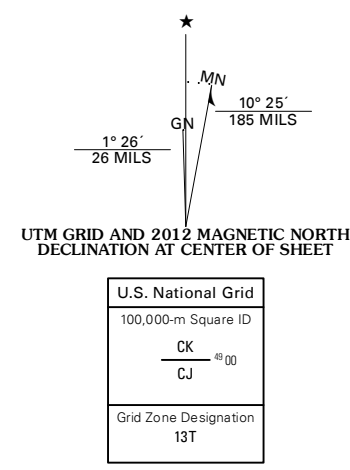 ★
MN
GN
10° 25´
185 MILS
1° 26´
26 MILS
UTM GRID AND 2012 MAGNETIC NORTH
DECLINATION AT CENTER OF SHEET
U.S. National Grid
100,000-m Square ID
CK
49 00
CJ
Grid Zone Designation
13T